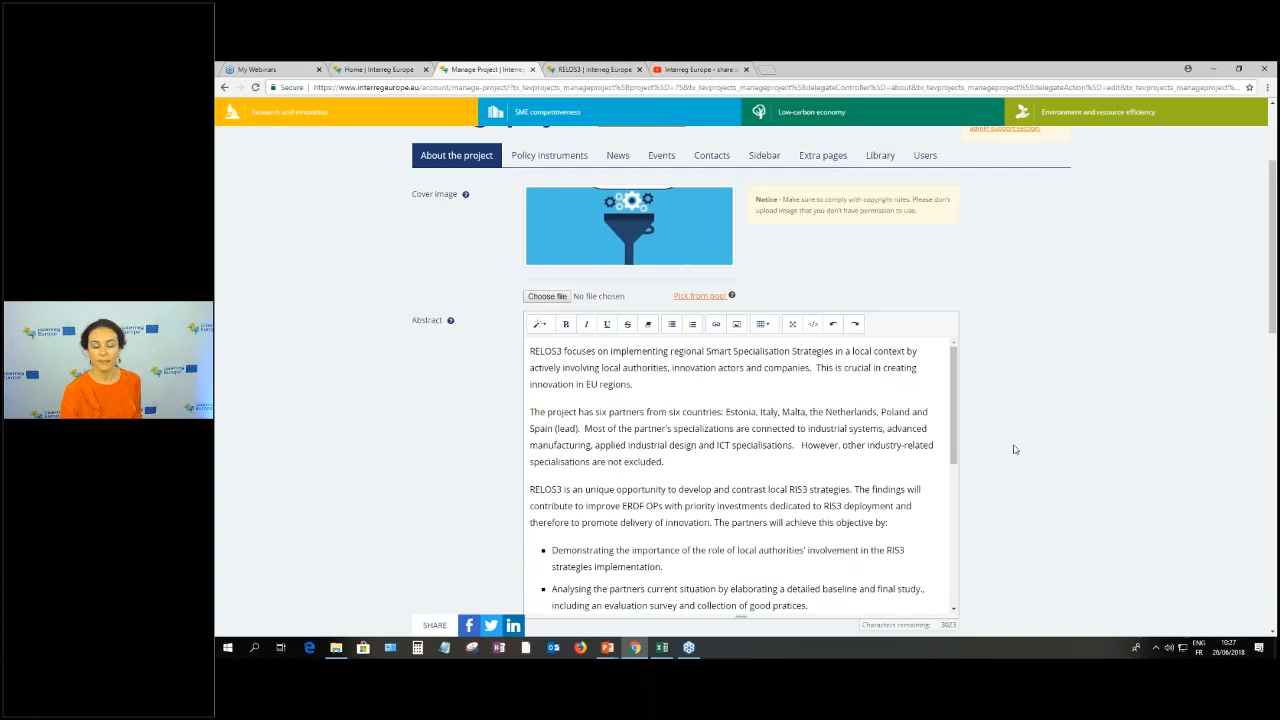 My Webinars
Home | Interreg Europe
Manage Project | Interre
RELOS3 | Interreg Europe
Interreg Europe - share s
Secure
Research and innovation
SME competitiveness
Low-carbon economy
Environment and resource efficiency
admin support section.
About the project
Policy instruments
News
Events
Contacts
Library
Sidebar
Extra pages
Users
Cover image
Notice - Make sure to comply with copyright rules. Please don't
upload image that you don't have permission to use.
Choose file
No file chosen
Pick from pool
Abstract
B I U S
RELOS3 focuses on implementing regional Smart Specialisation Strategies in a local context by
actively involving local authorities, innovation actors and companies. This is crucial in creating
innovation in EU regions.
The project has six partners from six countries: Estonia, Italy, Malta, the Netherlands, Poland and
Spain (lead). Most of the partner's specializations are connected to industrial systems, advanced
manufacturing, applied industrial design and ICT specialisations. However, other industry-related
specialisations are not excluded.
RELOS3 is an unique opportunity to develop and contrast local RIS3 strategies. The findings will
contribute to improve ERDF OPs with priority investments dedicated to RIS3 deployment and
therefore to promote delivery of innovation. The partners will achieve this objective by:
Demonstrating the importance of the role of local authorities' involvement in the RIS3
strategies implementation.
Analysing the partners current situation by elaborating a detailed baseline and final study.,
including an evaluation survey and collection of good pratices.
SHARE
Characters remaining: 3023
ENG
FR
10:27
26/06/2018